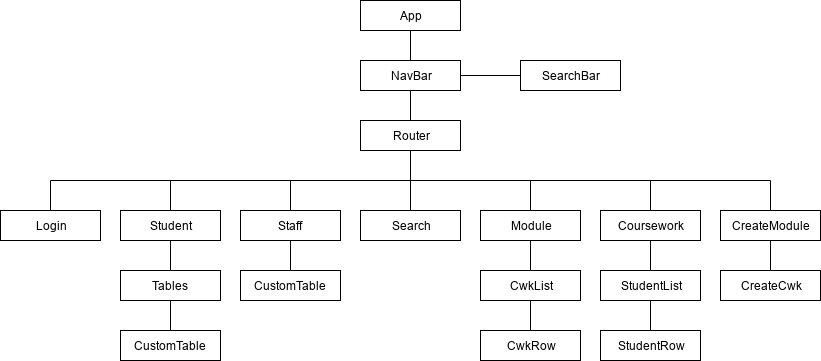 App
NavBar
SearchBar
Router
Login
Student
Staff
Search
Module
Coursework
CreateModule
Tables
CustomTable
CwkList
StudentList
CreateCwk
CustomTable
CwkRow
StudentRow